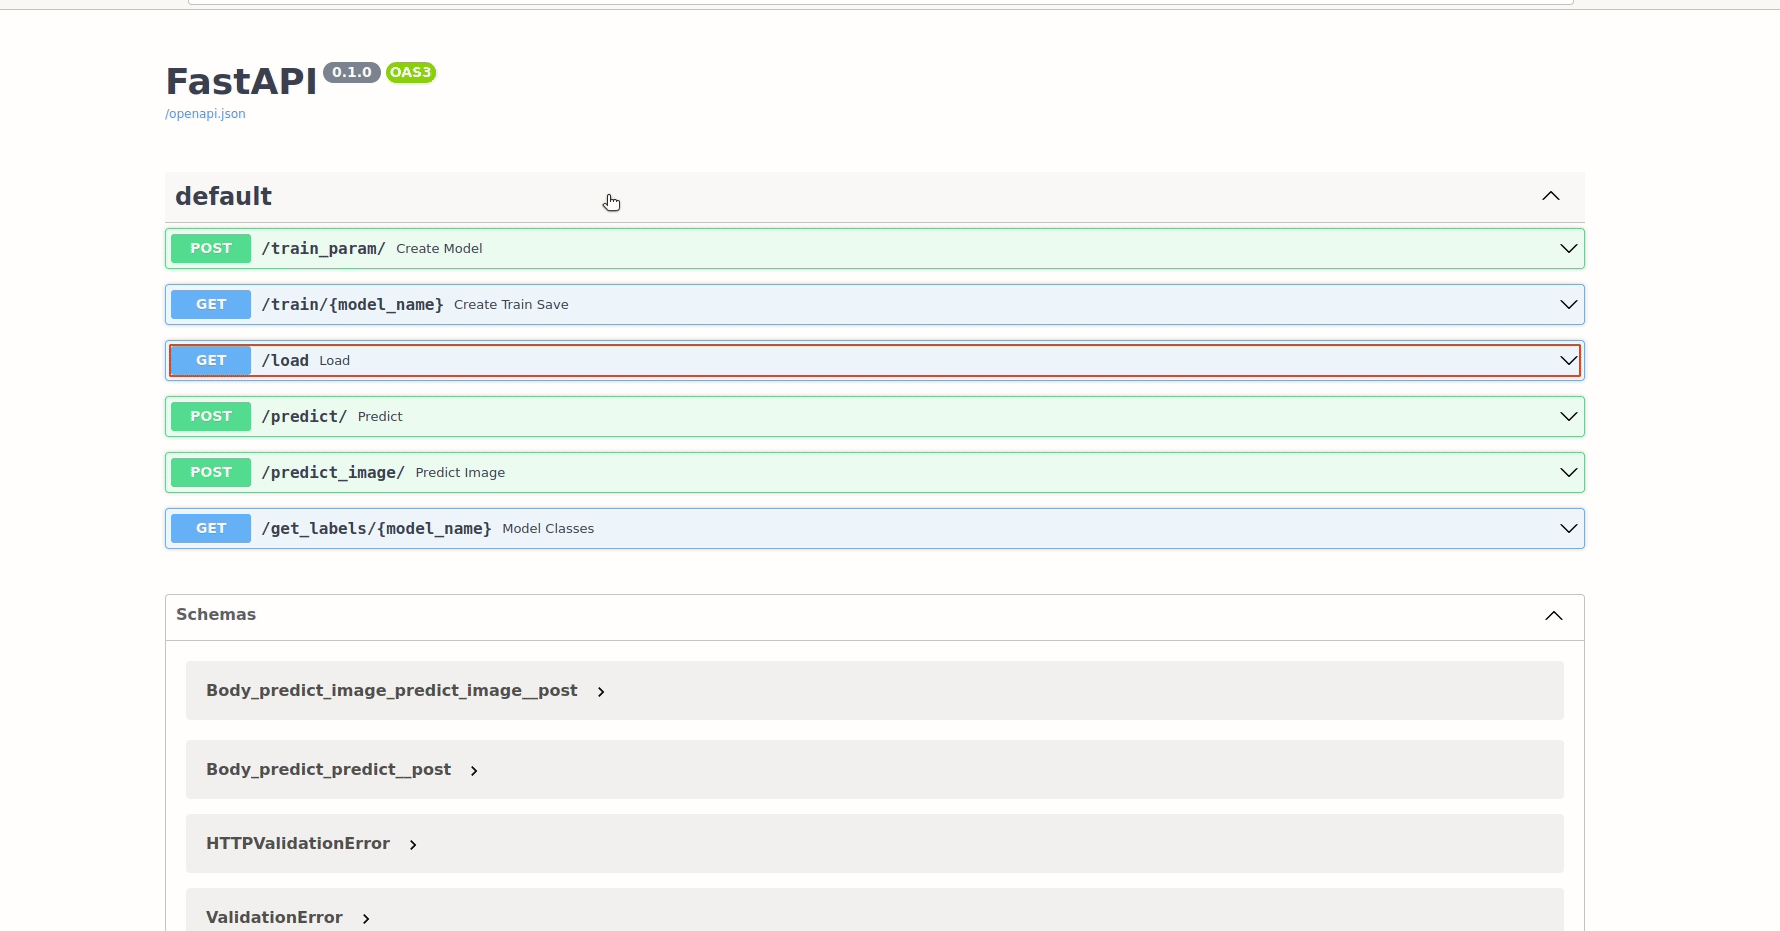 FastAPI 0.1.0 OAS3
/openapi.json
default
POST /train_param/ Create Model
GET /train/{model_name} Create Train Save
GET /load Load
POST /predict/ Predict
POST /predict_image/ Predict Image
GET /get_labels/{model_name} Model Classes
Schemas
Body_predict_image_predict_image__post
Body_predict_predict__post
HTTPValidationError
ValidationError